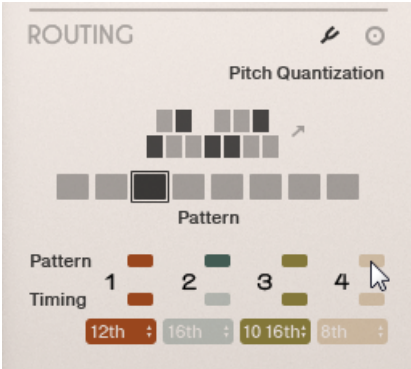 ROUTING
Pitch Quantization
Pattern
Pattern
1 2 3 4
Timing
12th 16th 10 16th 8th